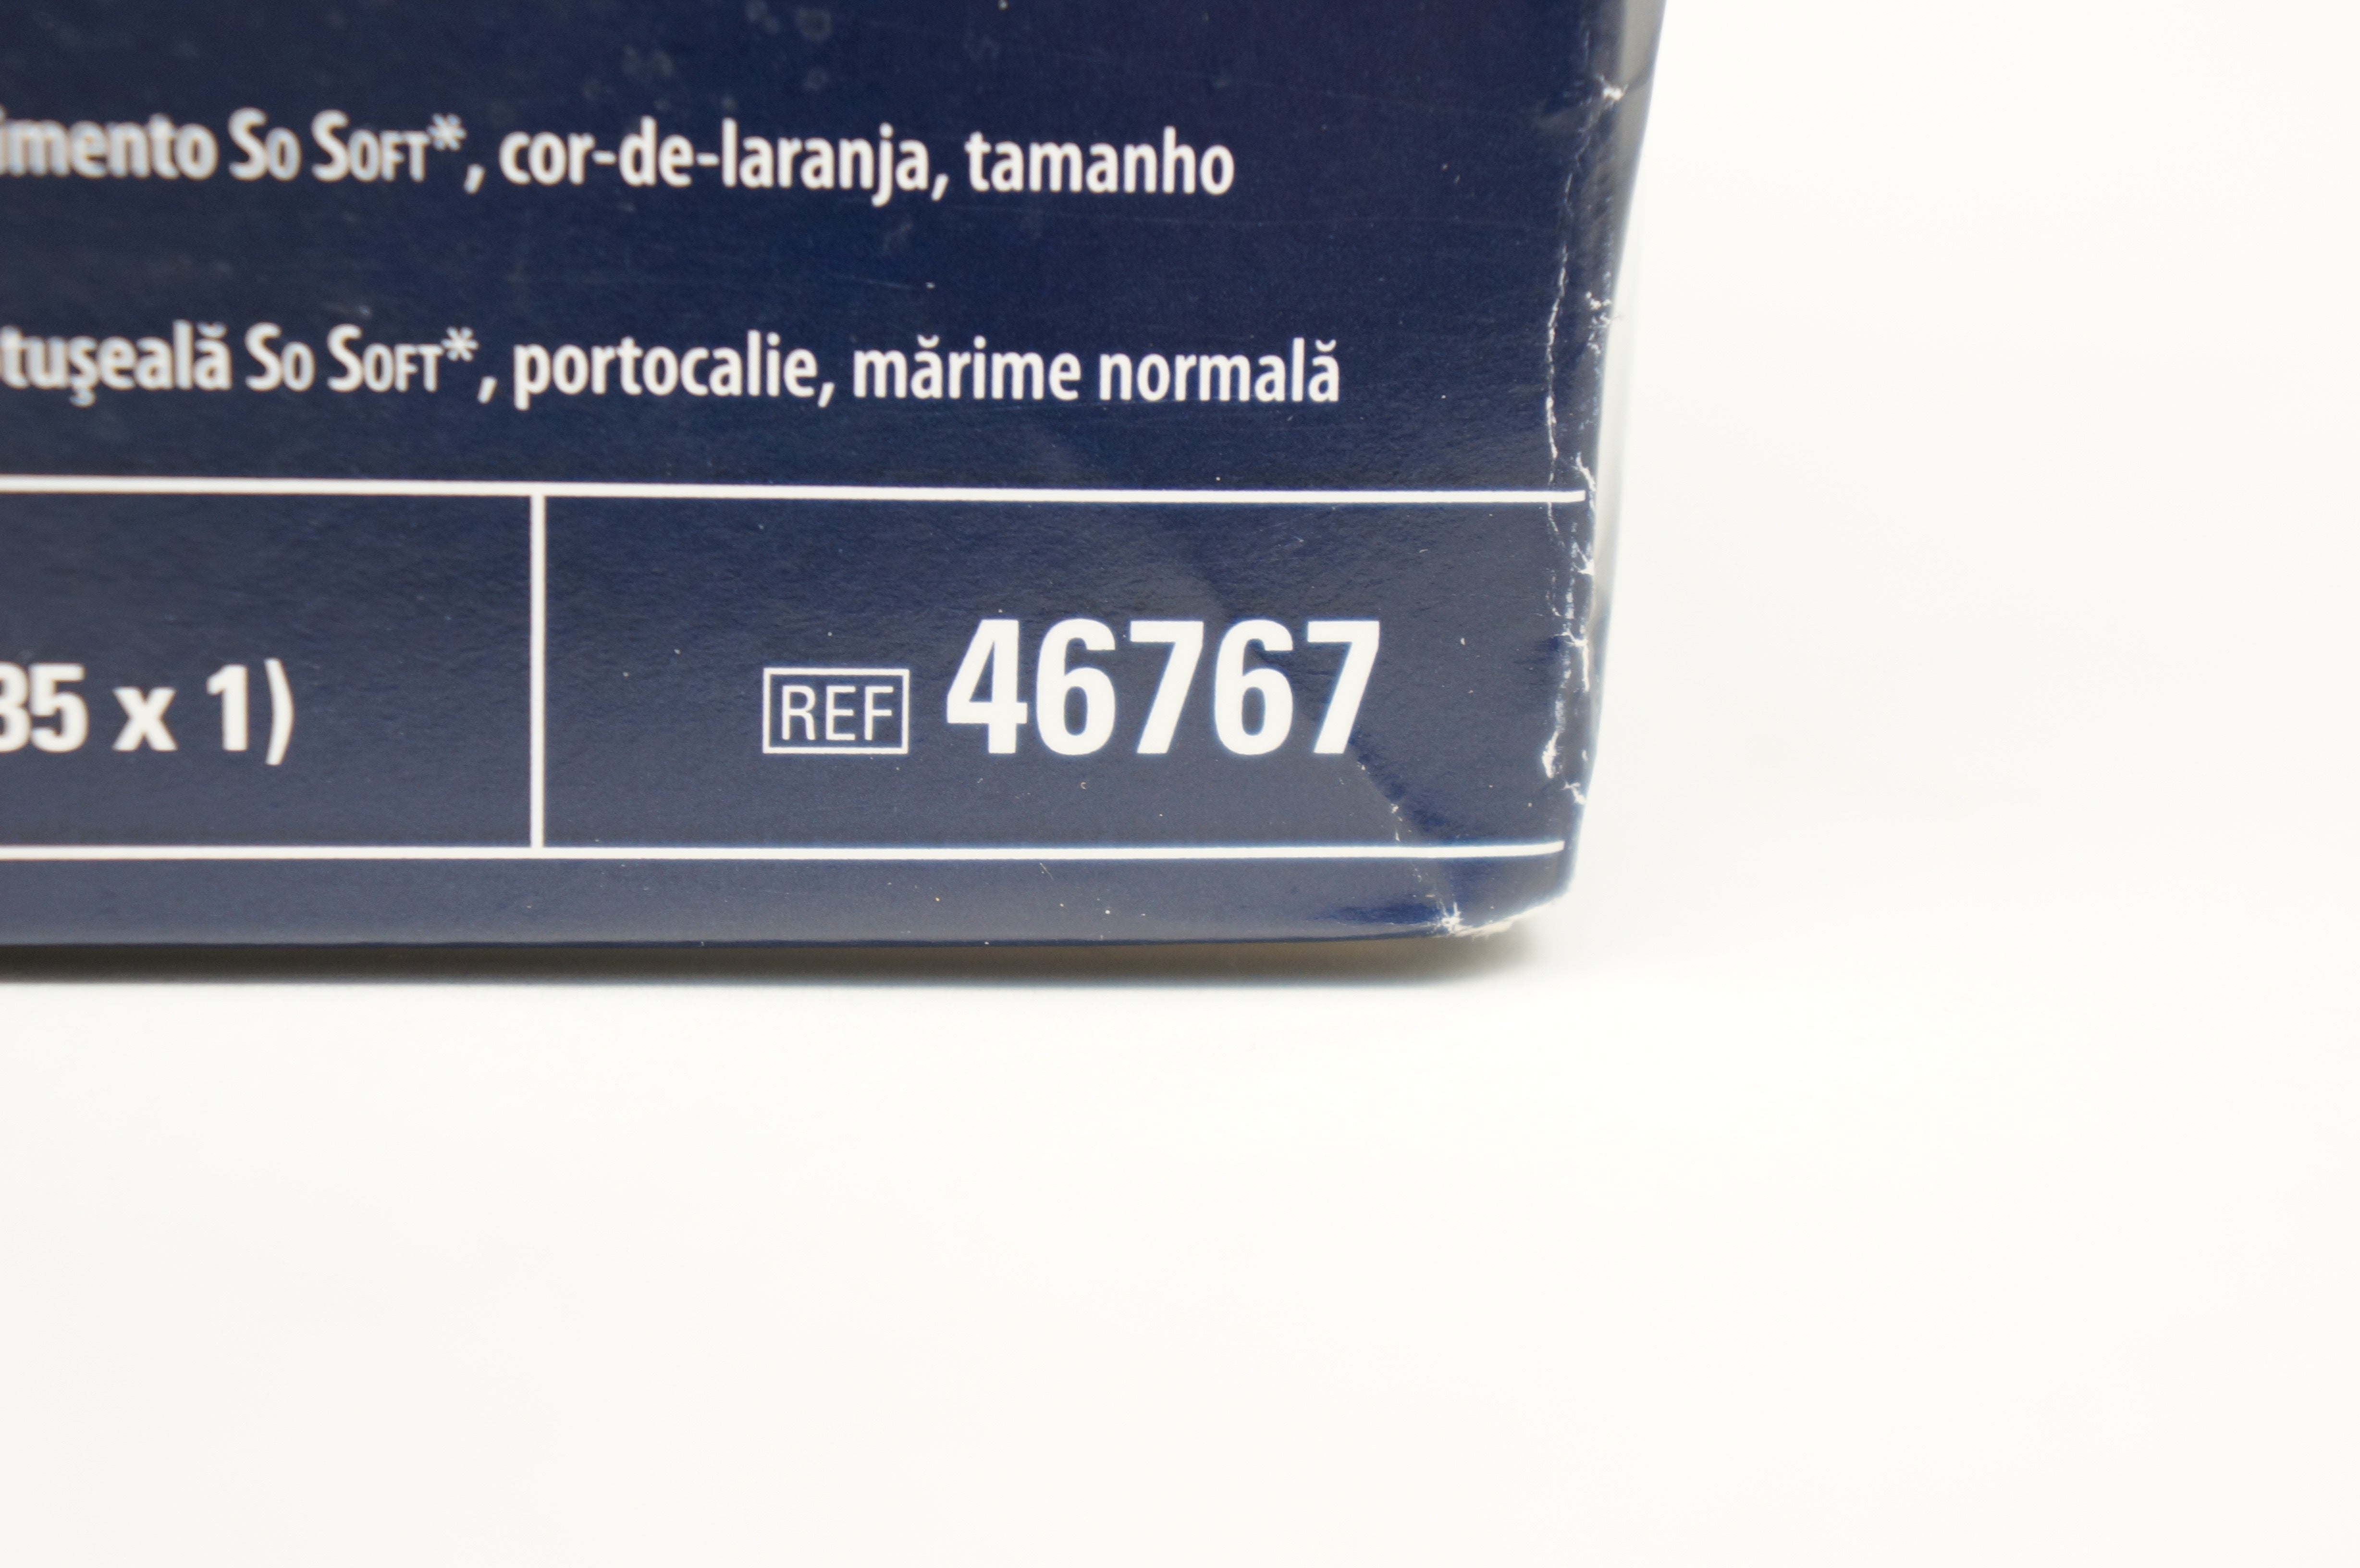 imento So Soft*, cor-de-laranja, tamanho
tuşeală So Soft*, portocalie, mărime normală
35 x 1)
REF 46767